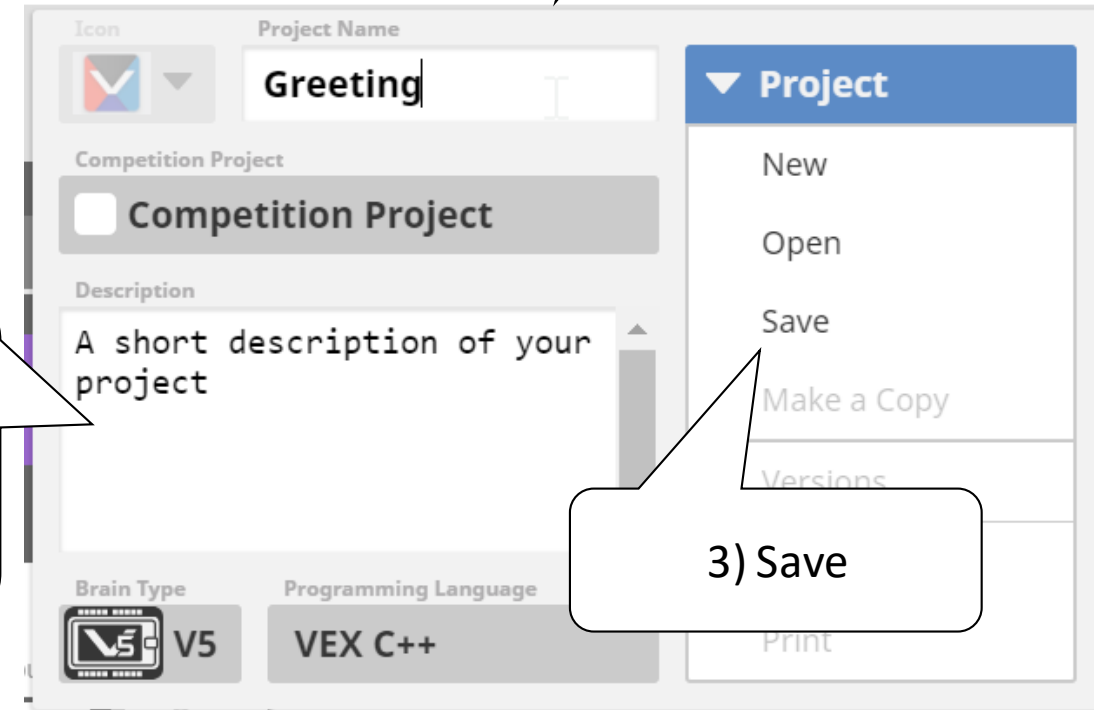 Icon
Project Name
Greeting
Competition Project
Competition Project
Description
A short description of your
project
Brain Type
Programming Language
V5
V5
VEX C++
Project
New
Open
Save
Make a Copy
Versions
3) Save
Print